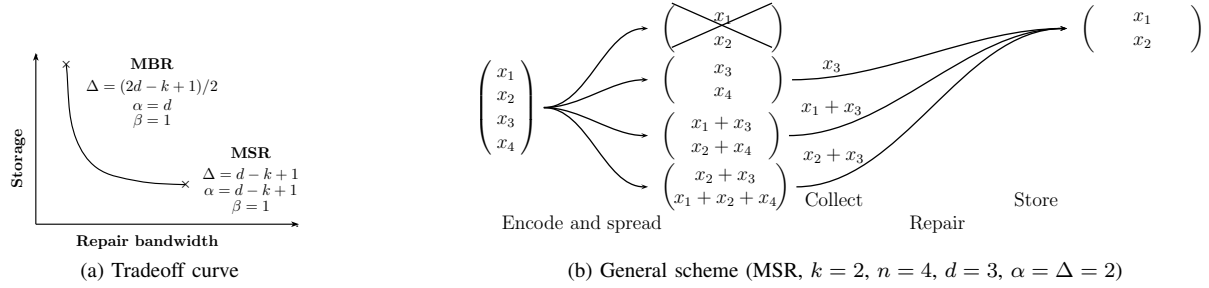 MBR
Δ = (2d − k + 1)/2
α = d
β = 1
MSR
Δ = d − k + 1
α = d − k + 1
β = 1
Storage
Repair bandwidth
(a) Tradeoff curve
x₁
x₂
x₃
x₄
x₁
x₂
x₃
x₄
x₁ + x₃
x₂ + x₄
x₂ + x₃
x₁ + x₂ + x₄
x₃
x₁ + x₃
x₂ + x₃
x₁
x₂
Encode and spread
Collect
Repair
Store
(b) General scheme (MSR, k = 2, n = 4, d = 3, α = Δ = 2)